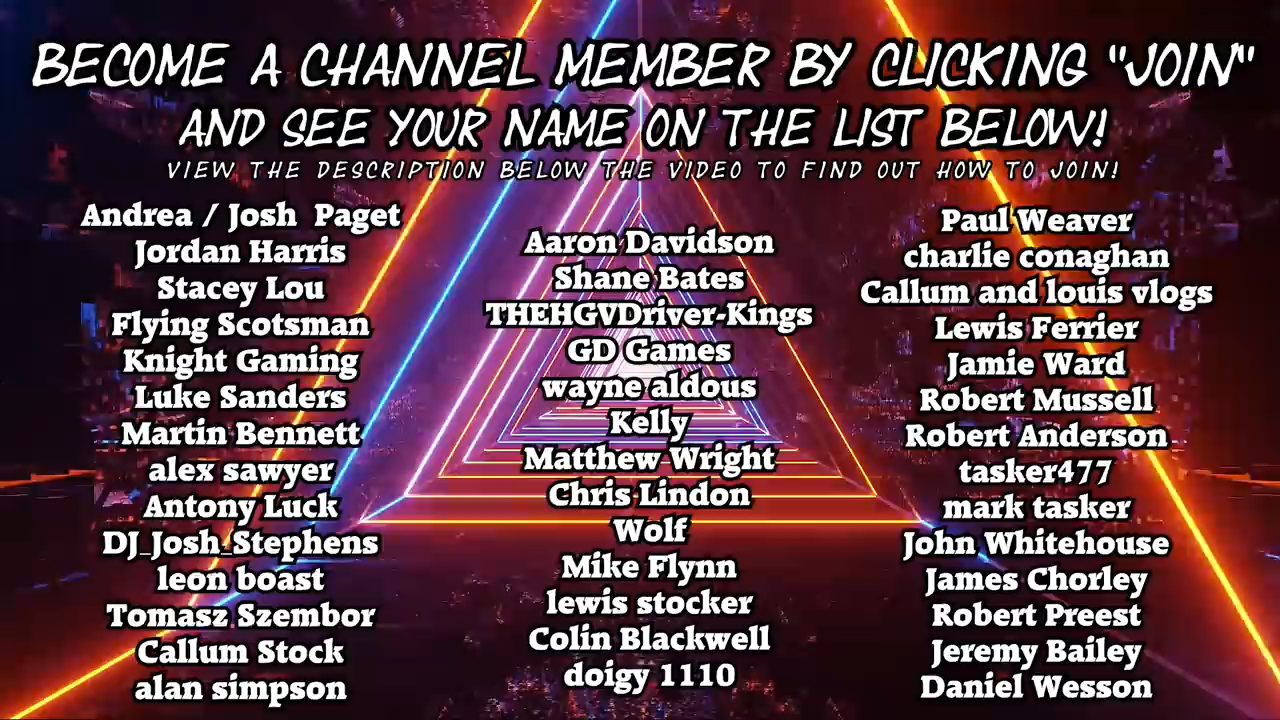 BECOME A CHANNEL MEMBER BY CLICKING "JOIN"
AND SEE YOUR NAME ON THE LIST BELOW!
VIEW THE DESCRIPTION BELOW THE VIDEO TO FIND OUT HOW TO JOIN!
Andrea / Josh Paget
Jordan Harris
Stacey Lou
Flying Scotsman
Knight Gaming
Luke Sanders
Martin Bennett
alex sawyer
Antony Luck
DJ_Josh_Stephens
leon boast
Tomasz Szembor
Callum Stock
alan simpson
Aaron Davidson
Shane Bates
THEHGVDriver-Kings
GD Games
wayne aldous
Kelly
Matthew Wright
Chris Lindon
Wolf
Mike Flynn
lewis stocker
Colin Blackwell
doigy 1110
Paul Weaver
charlie conaghan
Callum and louis vlogs
Lewis Ferrier
Jamie Ward
Robert Mussell
Robert Anderson
tasker477
mark tasker
John Whitehouse
James Chorley
Robert Preest
Jeremy Bailey
Daniel Wesson